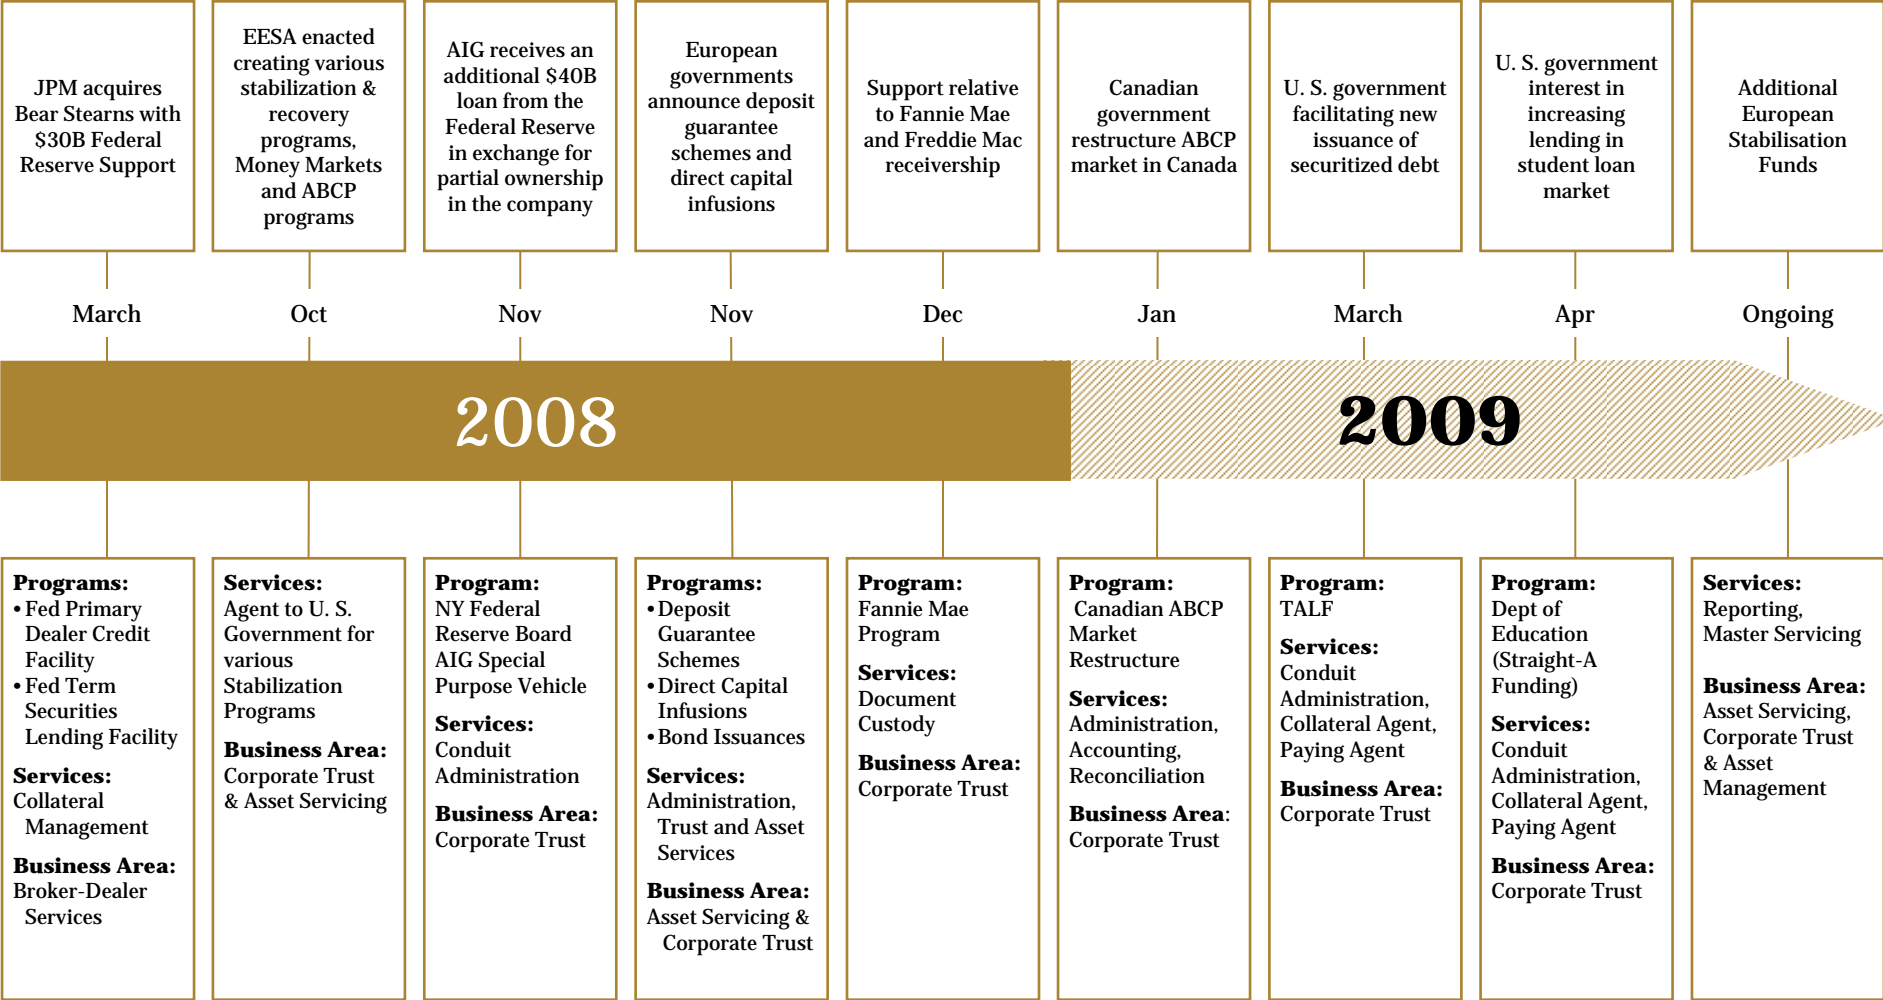 JPM acquires
Bear Stearns with
$30B Federal
Reserve Support
EESA enacted
creating various
stabilization &
recovery
programs,
Money Markets
and ABCP
programs
AIG receives an
additional $40B
loan from the
Federal Reserve
in exchange for
partial ownership
in the company
European
governments
announce deposit
guarantee
schemes and
direct capital
infusions
Support relative
to Fannie Mae
and Freddie Mac
receivership
Canadian
government
restructure ABCP
market in Canada
U. S. government
facilitating new
issuance of
securitized debt
U. S. government
interest in
increasing
lending in
student loan
market
Additional
European
Stabilisation
Funds
March
Oct
Nov
Nov
Dec
Jan
March
Apr
Ongoing
2008
2009
Programs:
• Fed Primary
Dealer Credit
Facility
• Fed Term
Securities
Lending Facility
Services:
Collateral
Management
Business Area:
Broker-Dealer
Services
Services:
Agent to U. S.
Government for
various
Stabilization
Programs
Business Area:
Corporate Trust
& Asset Servicing
Program:
NY Federal
Reserve Board
AIG Special
Purpose Vehicle
Services:
Conduit
Administration
Business Area:
Corporate Trust
Programs:
• Deposit
Guarantee
Schemes
• Direct Capital
Infusions
• Bond Issuances
Services:
Administration,
Trust and Asset
Services
Business Area:
Asset Servicing &
Corporate Trust
Program:
Fannie Mae
Program
Services:
Document
Custody
Business Area:
Corporate Trust
Program:
Canadian ABCP
Market
Restructure
Services:
Administration,
Accounting,
Reconciliation
Business Area:
Corporate Trust
Program:
TALF
Services:
Conduit
Administration,
Collateral Agent,
Paying Agent
Business Area:
Corporate Trust
Program:
Dept of
Education
(Straight-A
Funding)
Services:
Conduit
Administration,
Collateral Agent,
Paying Agent
Business Area:
Corporate Trust
Services:
Reporting,
Master Servicing
Business Area:
Asset Servicing,
Corporate Trust
& Asset
Management